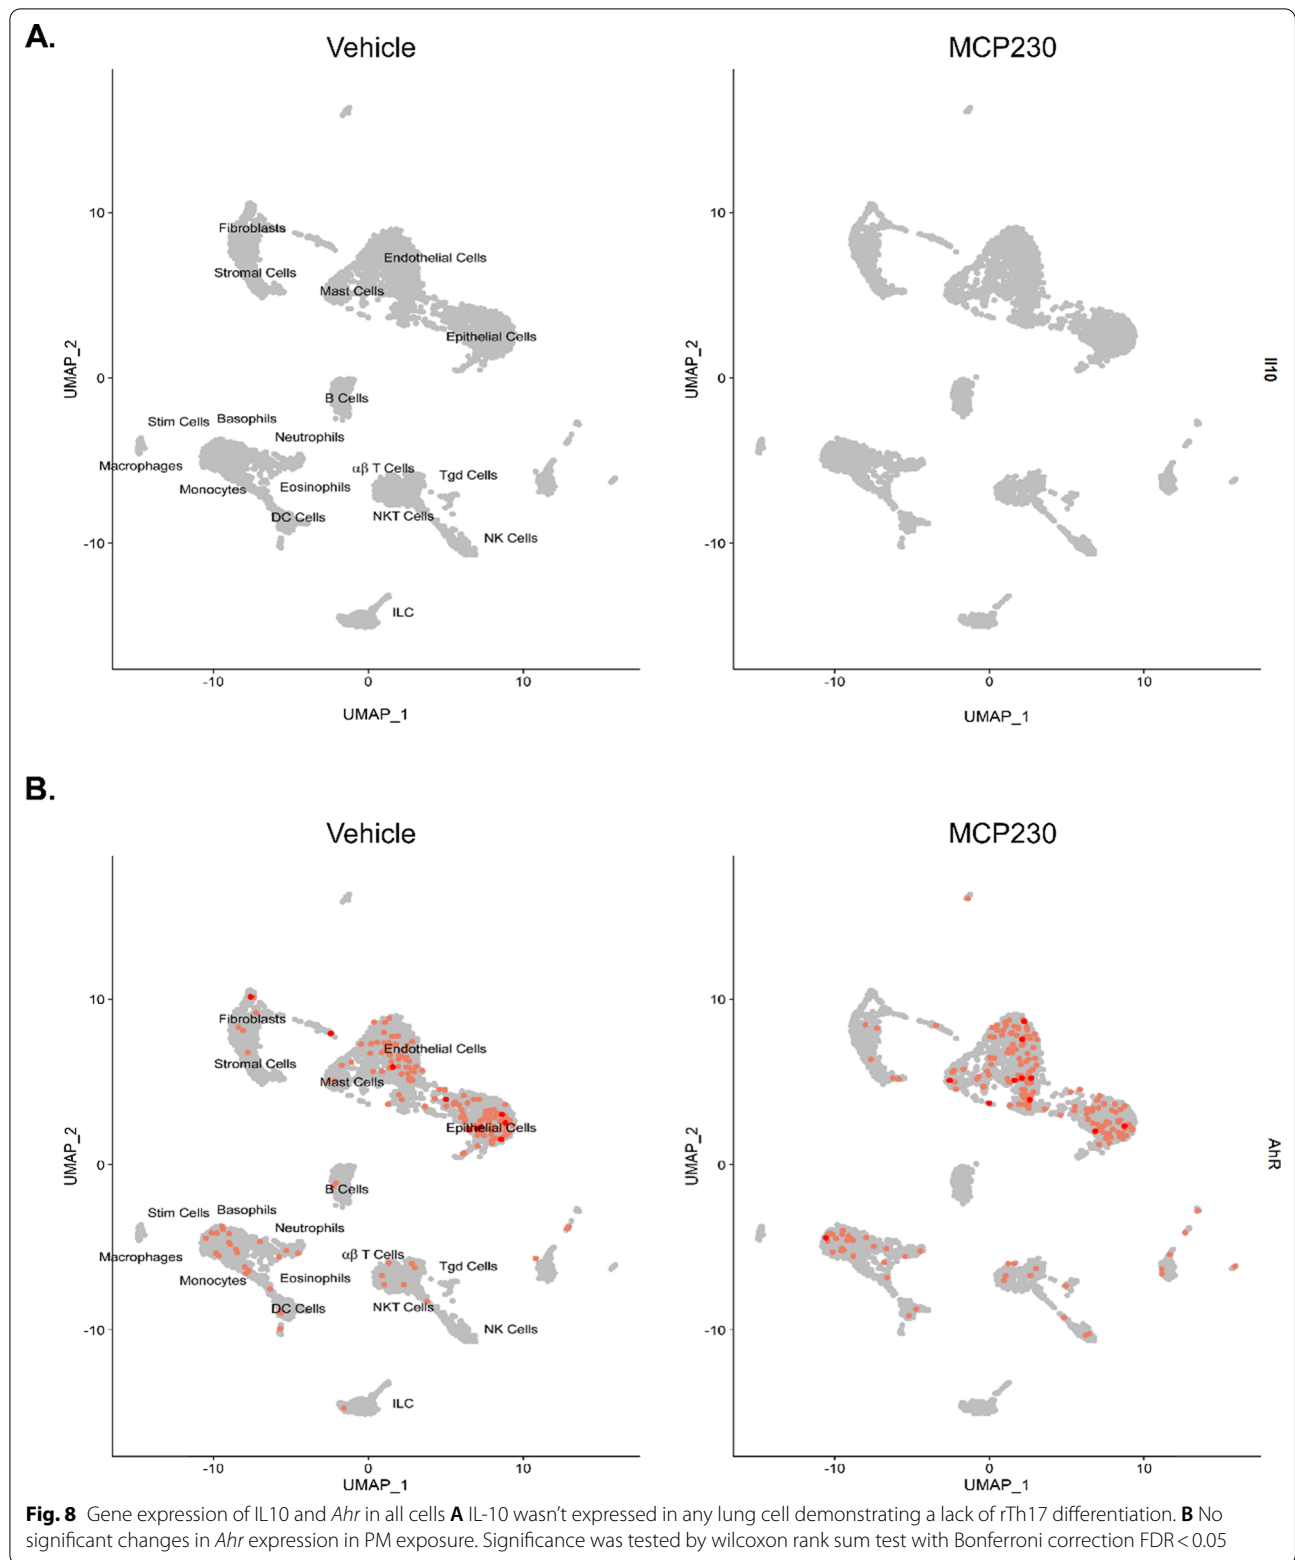 A.
Vehicle
MCP230
10
Fibroblasts
Endothelial Cells
Stromal Cells
Mast Cells
Epithelial Cells
UMAP_2
0
B Cells
Stim Cells
Basophils
Neutrophils
Macrophages
αβ T Cells
Tgd Cells
Monocytes
Eosinophils
DC Cells
NKT Cells
NK Cells
-10
ILC
-10
0
10
UMAP_1
10
UMAP_2
0
-10
-10
0
10
UMAP_1
Il10
B.
Vehicle
MCP230
10
Fibroblasts
Endothelial Cells
Stromal Cells
Mast Cells
Epithelial Cells
UMAP_2
0
B Cells
Stim Cells
Basophils
Neutrophils
Macrophages
αβ T Cells
Tgd Cells
Monocytes
Eosinophils
DC Cells
NKT Cells
NK Cells
-10
ILC
-10
0
10
UMAP_1
10
UMAP_2
0
-10
-10
0
10
UMAP_1
AhR
Fig. 8 Gene expression of IL10 and Ahr in all cells A IL-10 wasn't expressed in any lung cell demonstrating a lack of rTh17 differentiation. B No
significant changes in Ahr expression in PM exposure. Significance was tested by wilcoxon rank sum test with Bonferroni correction FDR < 0.05